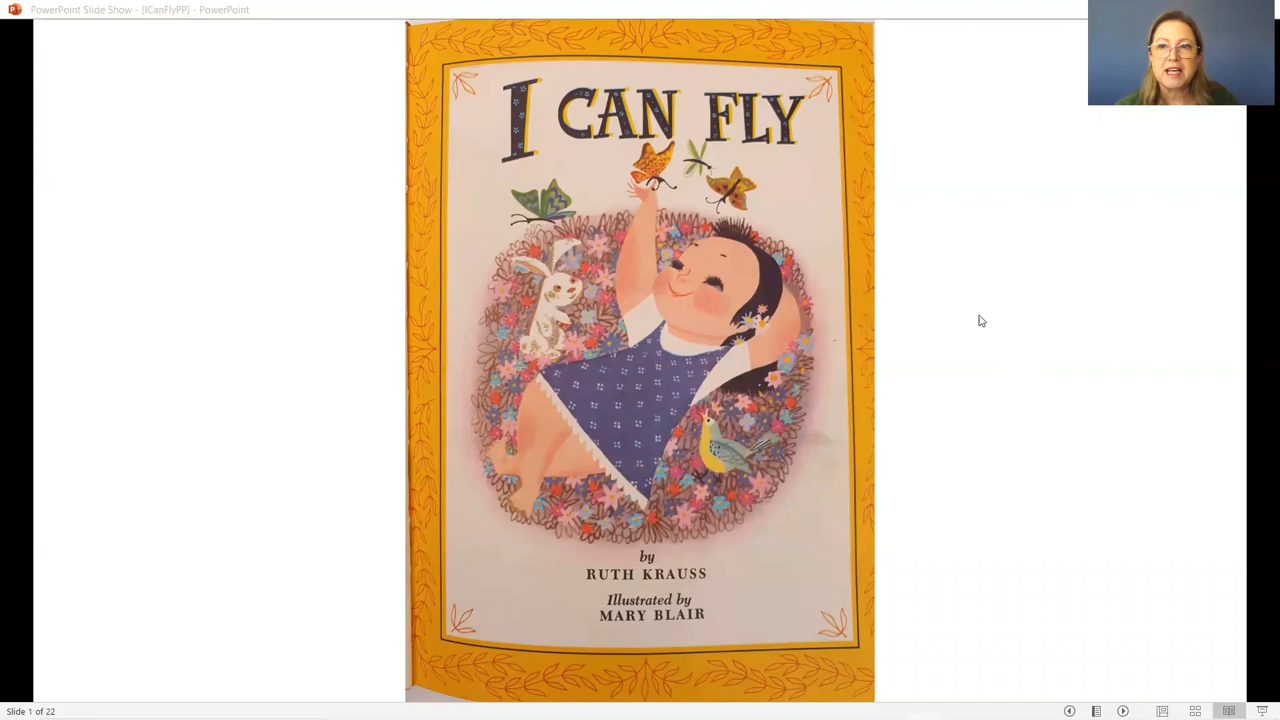 PowerPoint Slide Show - [ICanFlyPP] - PowerPoint
I CAN FLY
by
RUTH KRAUSS
Illustrated by
MARY BLAIR
Slide 1 of 22